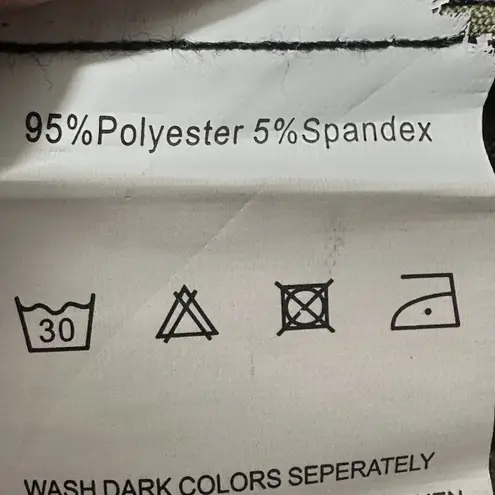 95%Polyester 5%Spandex
30
WASH DARK COLORS SEPERATELY